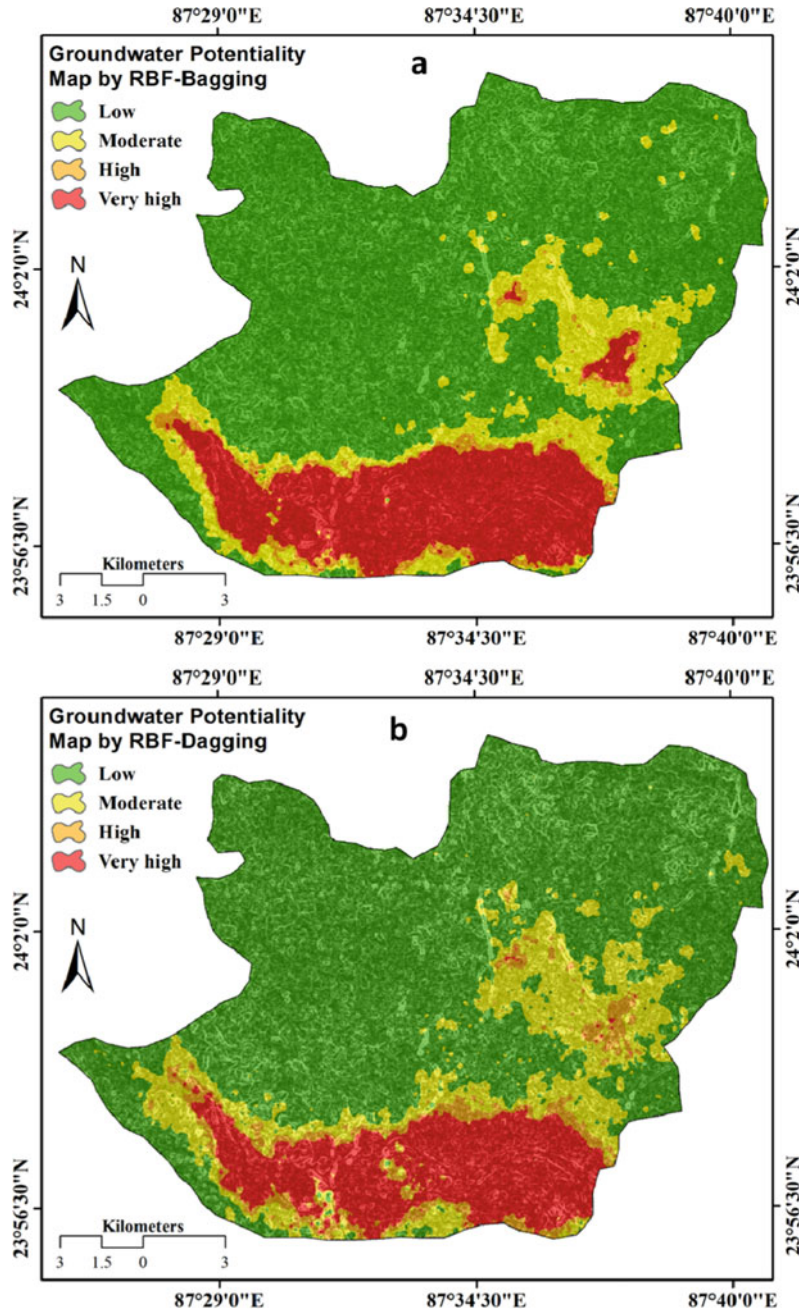 87°29'0"E 87°34'30"E 87°40'0"E
Groundwater Potentiality
Map by RBF-Bagging
a
Low
Moderate
High
Very high
24°2'0"N
24°2'0"N
N
23°56'30"N
23°56'30"N
Kilometers
3 1.5 0 3
87°29'0"E 87°34'30"E 87°40'0"E
87°29'0"E 87°34'30"E 87°40'0"E
Groundwater Potentiality
Map by RBF-Dagging
b
Low
Moderate
High
Very high
24°2'0"N
24°2'0"N
N
23°56'30"N
23°56'30"N
Kilometers
3 1.5 0 3
87°29'0"E 87°34'30"E 87°40'0"E